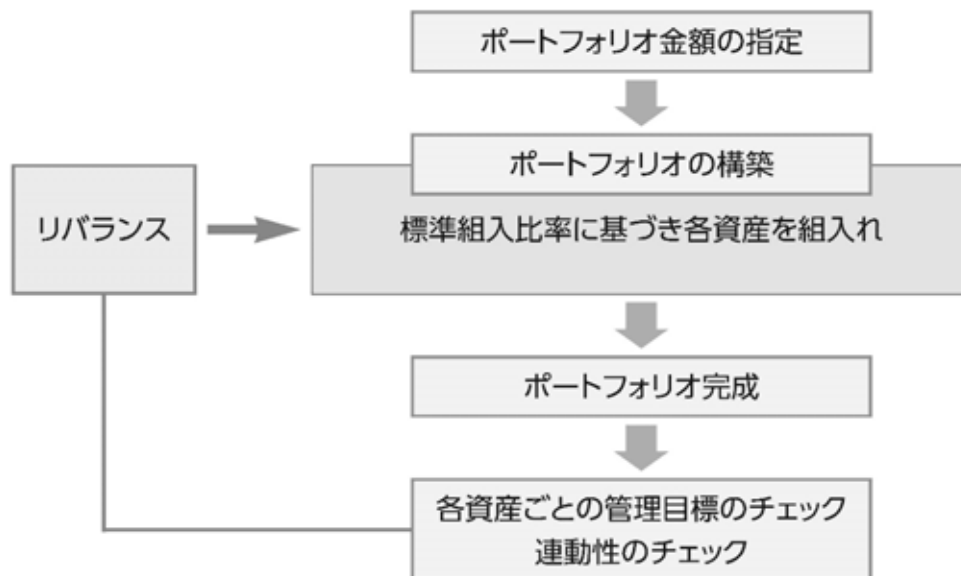 ポートフォリオ金額の指定
ポートフォリオの構築
リバランス
標準組入比率に基づき各資産を組入れ
ポートフォリオ完成
各資産ごとの管理目標のチェック
連動性のチェック